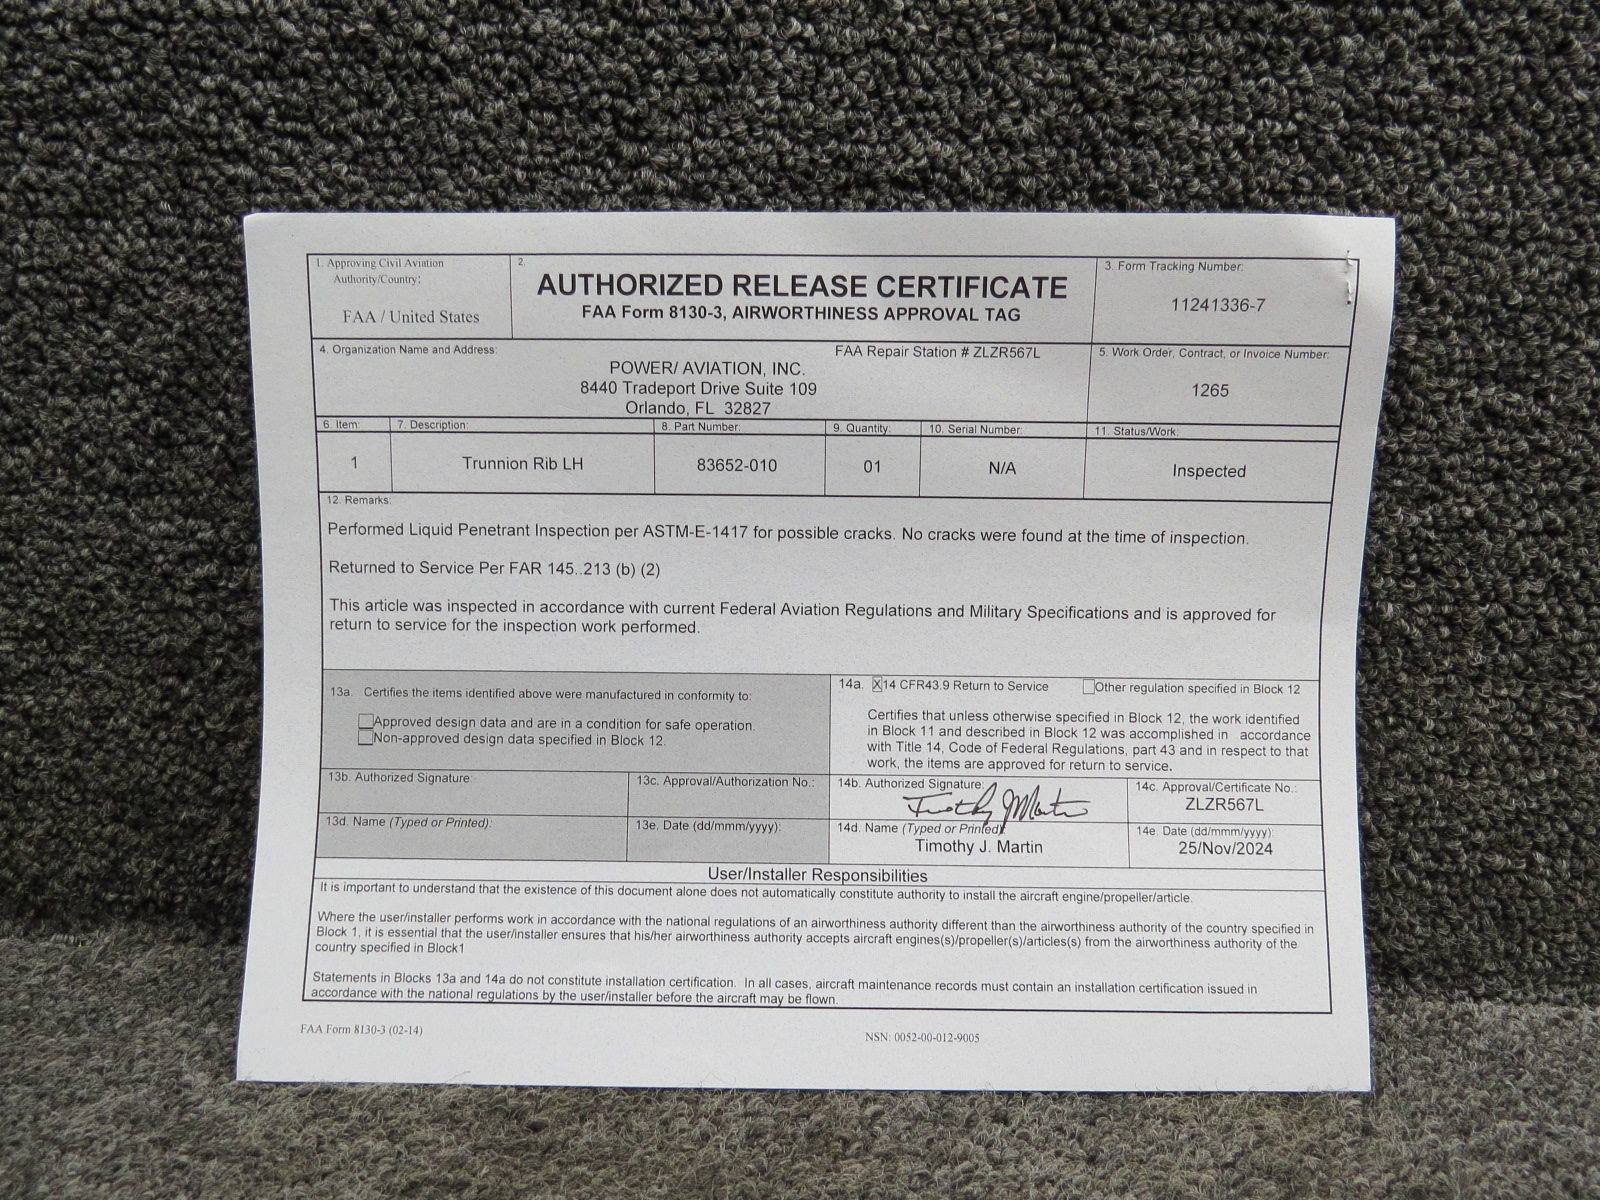 1. Approving Civil Aviation
Authority/Country:
FAA / United States
2.
AUTHORIZED RELEASE CERTIFICATE
FAA Form 8130-3, AIRWORTHINESS APPROVAL TAG
3. Form Tracking Number:
11241336-7
4. Organization Name and Address:
FAA Repair Station # ZLZR567L
POWER/ AVIATION, INC.
8440 Tradeport Drive Suite 109
Orlando, FL 32827
5. Work Order, Contract, or Invoice Number:
1265
6. Item: 7. Description: 8. Part Number: 9. Quantity: 10. Serial Number: 11. Status/Work:
1 Trunnion Rib LH 83652-010 01 N/A Inspected
12. Remarks:
Performed Liquid Penetrant Inspection per ASTM-E-1417 for possible cracks. No cracks were found at the time of inspection.
Returned to Service Per FAR 145..213 (b) (2)
This article was inspected in accordance with current Federal Aviation Regulations and Military Specifications and is approved for
return to service for the inspection work performed.
13a. Certifies the items identified above were manufactured in conformity to:
Approved design data and are in a condition for safe operation.
Non-approved design data specified in Block 12.
14a. X 14 CFR43.9 Return to Service Other regulation specified in Block 12
Certifies that unless otherwise specified in Block 12, the work identified
in Block 11 and described in Block 12 was accomplished in accordance
with Title 14, Code of Federal Regulations, part 43 and in respect to that
work, the items are approved for return to service.
13b. Authorized Signature:
13c. Approval/Authorization No.:
14b. Authorized Signature:
Timothy J Martin
14c. Approval/Certificate No.:
ZLZR567L
13d. Name (Typed or Printed):
13e. Date (dd/mmm/yyyy):
14d. Name (Typed or Printed)
Timothy J. Martin
14e. Date (dd/mmm/yyyy):
25/Nov/2024
User/Installer Responsibilities
It is important to understand that the existence of this document alone does not automatically constitute authority to install the aircraft engine/propeller/article.
Where the user/installer performs work in accordance with the national regulations of an airworthiness authority different than the airworthiness authority of the country specified in
Block 1, it is essential that the user/installer ensures that his/her airworthiness authority accepts aircraft engines(s)/propeller(s)/articles(s) from the airworthiness authority of the
country specified in Block1
Statements in Blocks 13a and 14a do not constitute installation certification. In all cases, aircraft maintenance records must contain an installation certification issued in
accordance with the national regulations by the user/installer before the aircraft may be flown.
FAA Form 8130-3 (02-14)
NSN: 0052-00-012-9005